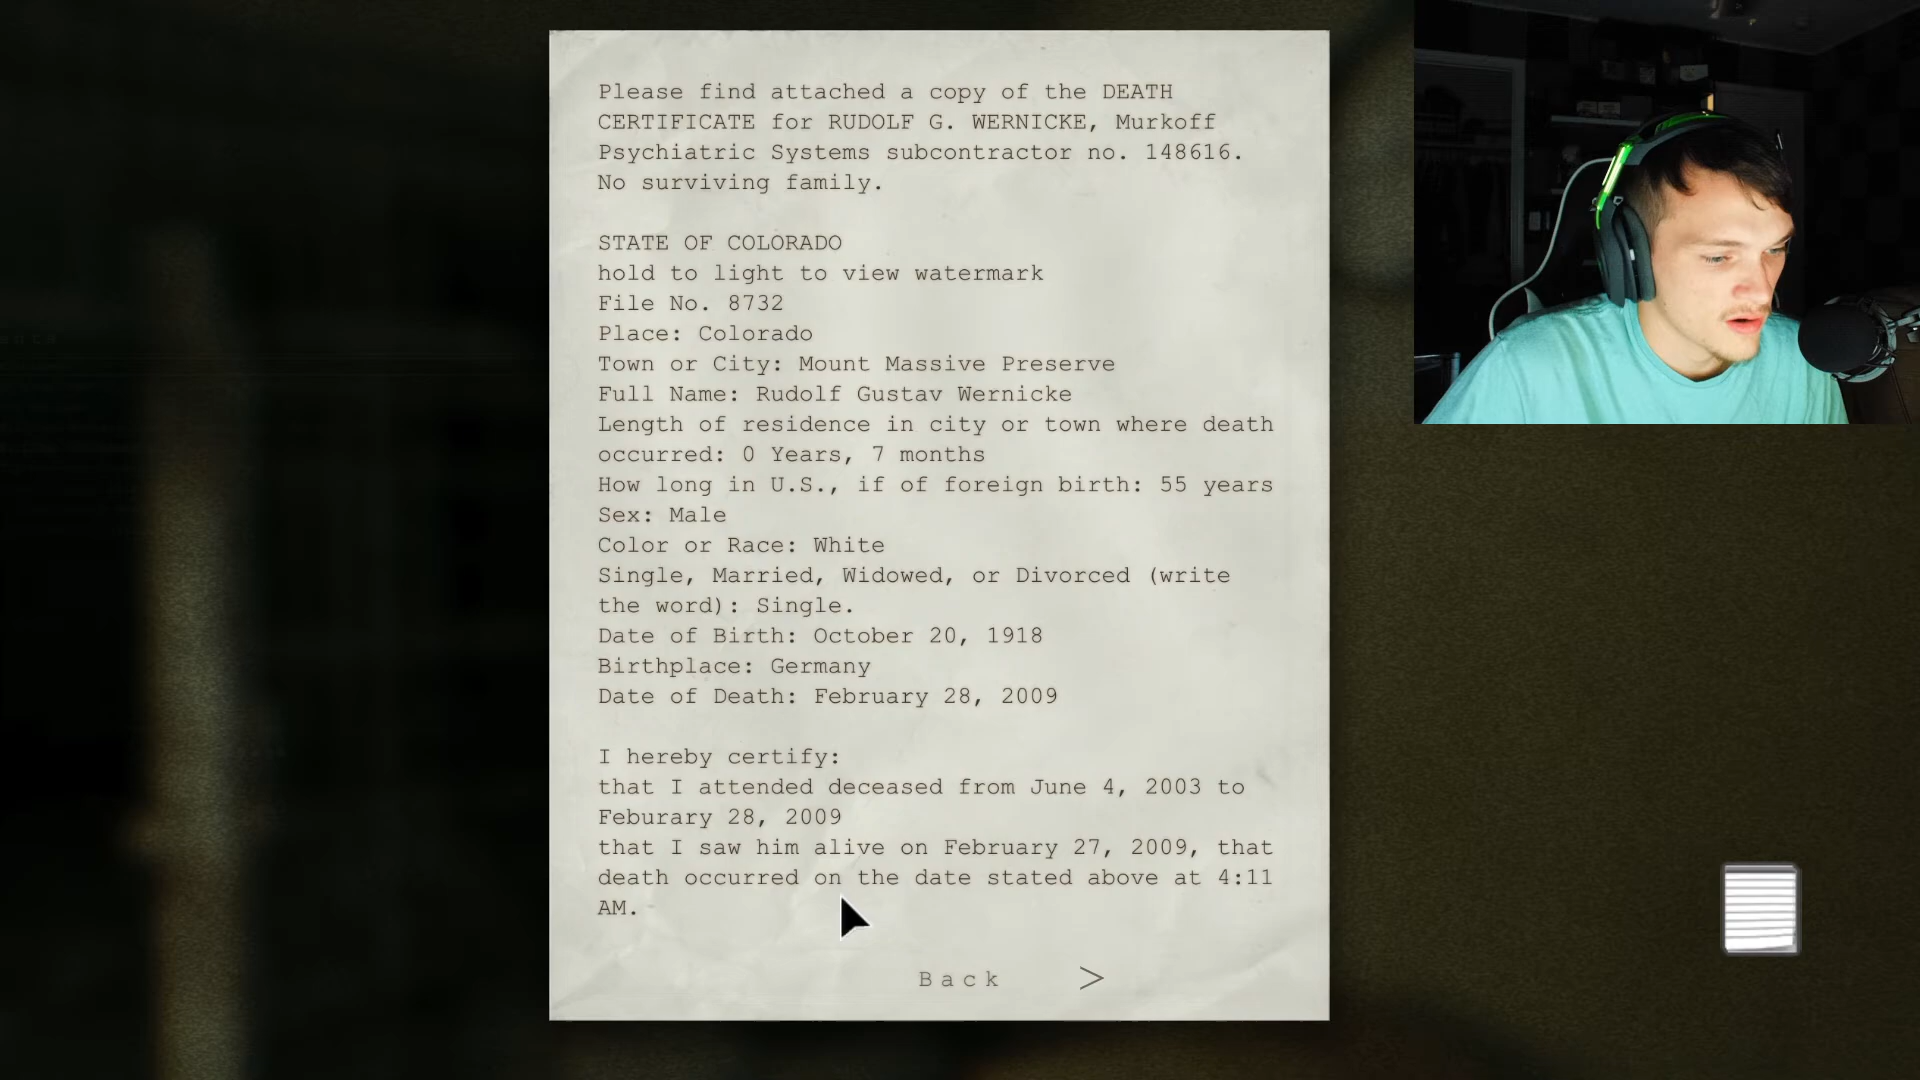 Please find attached a copy of the DEATH
CERTIFICATE for RUDOLF G. WERNICKE, Murkoff
Psychiatric Systems subcontractor no. 148616.
No surviving family.
STATE OF COLORADO
hold to light to view watermark
File No. 8732
Place: Colorado
Town or City: Mount Massive Preserve
Full Name: Rudolf Gustav Wernicke
Length of residence in city or town where death
occurred: 0 Years, 7 months
How long in U.S., if of foreign birth: 55 years
Sex: Male
Color or Race: White
Single, Married, Widowed, or Divorced (write
the word): Single.
Date of Birth: October 20, 1918
Birthplace: Germany
Date of Death: February 28, 2009
I hereby certify:
that I attended deceased from June 4, 2003 to
Feburary 28, 2009
that I saw him alive on February 27, 2009, that
death occurred on the date stated above at 4:11
AM.
Back >